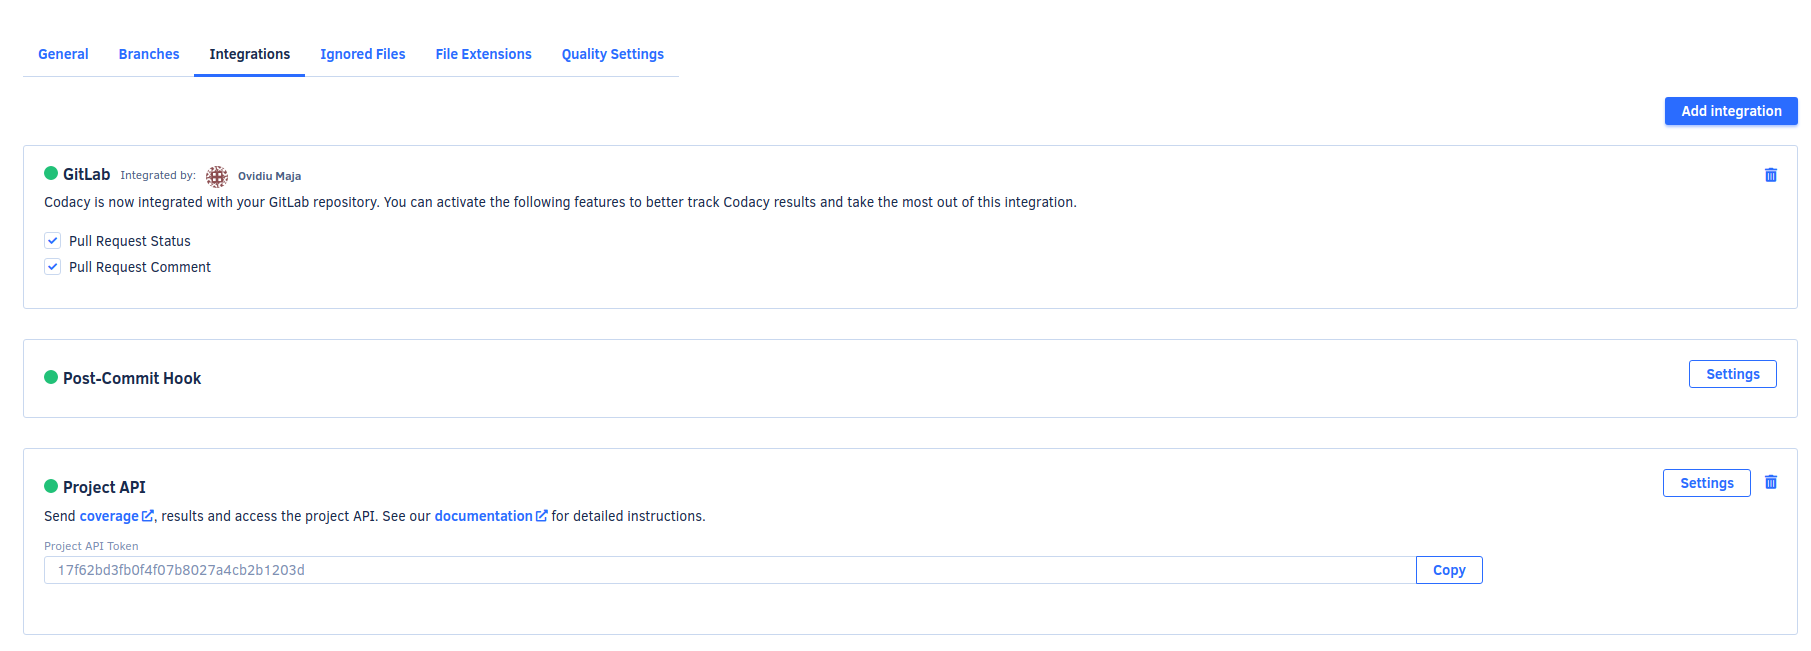 General Branches Integrations Ignored Files File Extensions Quality Settings
Add integration
GitLab Integrated by: Ovidiu Maja
Codacy is now integrated with your GitLab repository. You can activate the following features to better track Codacy results and take the most out of this integration.
Pull Request Status
Pull Request Comment
Post-Commit Hook
Settings
Project API
Settings
Send coverage, results and access the project API. See our documentation for detailed instructions.
Project API Token
17f62bd3fb0f4f07b8027a4cb2b1203d
Copy